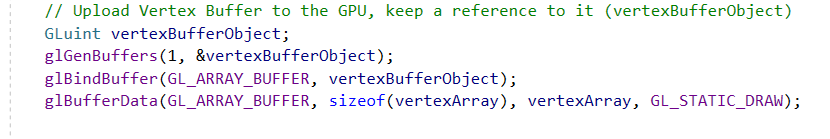 // Upload Vertex Buffer to the GPU, keep a reference to it (vertexBufferObject)
GLuint vertexBufferObject;
glGenBuffers(1, &vertexBufferObject);
glBindBuffer(GL_ARRAY_BUFFER, vertexBufferObject);
glBufferData(GL_ARRAY_BUFFER, sizeof(vertexArray), vertexArray, GL_STATIC_DRAW);